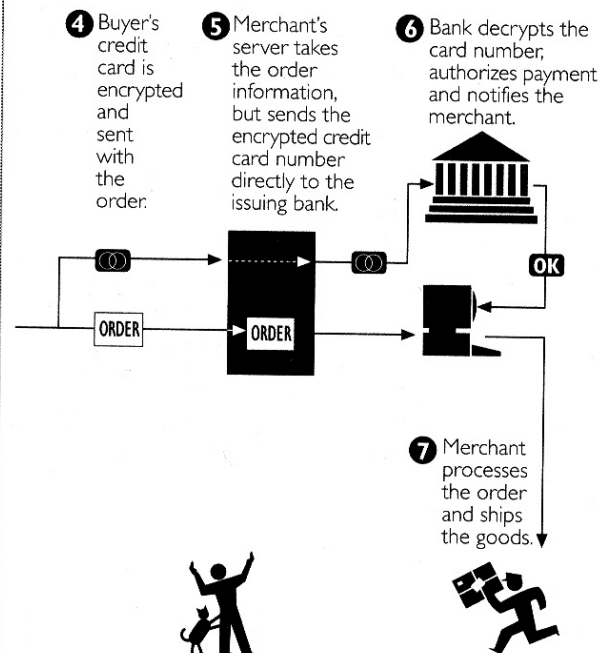 4 Buyer's
credit
card is
encrypted
and
sent
with
the
order.
5 Merchant's
server takes
the order
information,
but sends the
encrypted credit
card number
directly to the
issuing bank.
6 Bank decrypts the
card number,
authorizes payment
and notifies the
merchant.
OK
ORDER
ORDER
7 Merchant
processes
the order
and ships
the goods.